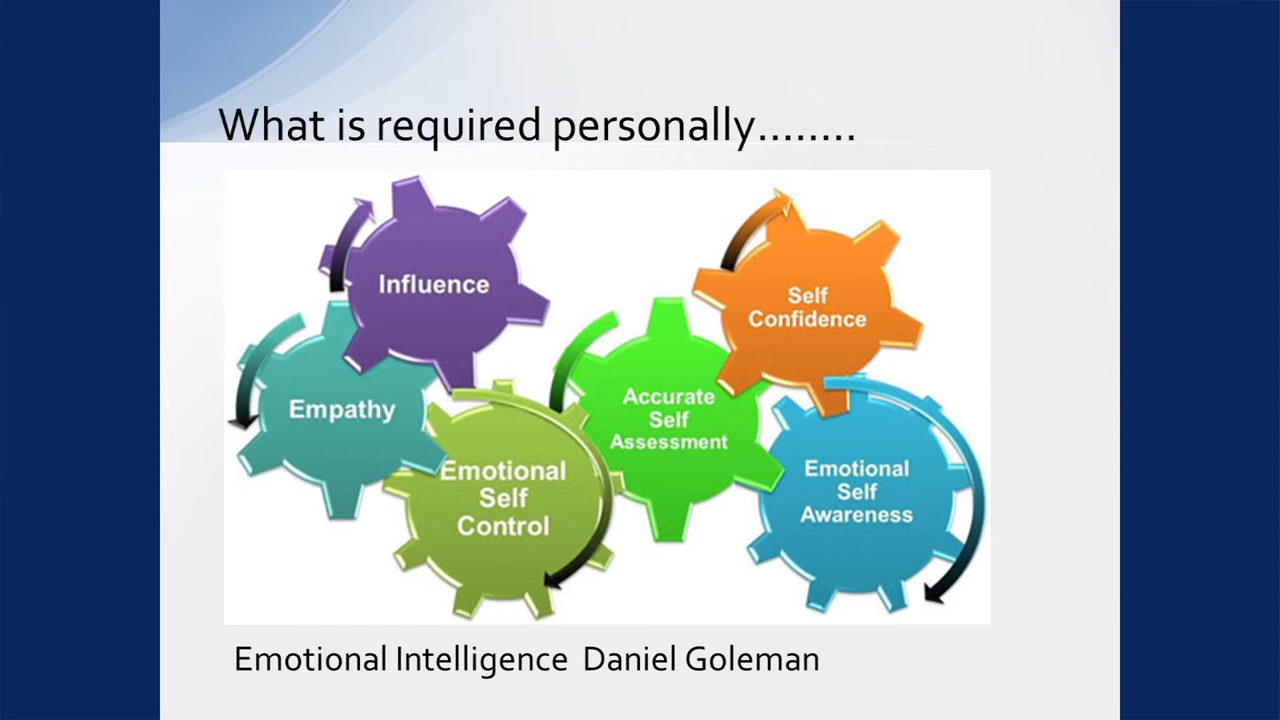 What is required personally........
Influence
Self
Confidence
Empathy
Accurate
Self
Assessment
Emotional
Self
Control
Emotional
Self
Awareness
Emotional Intelligence  Daniel Goleman